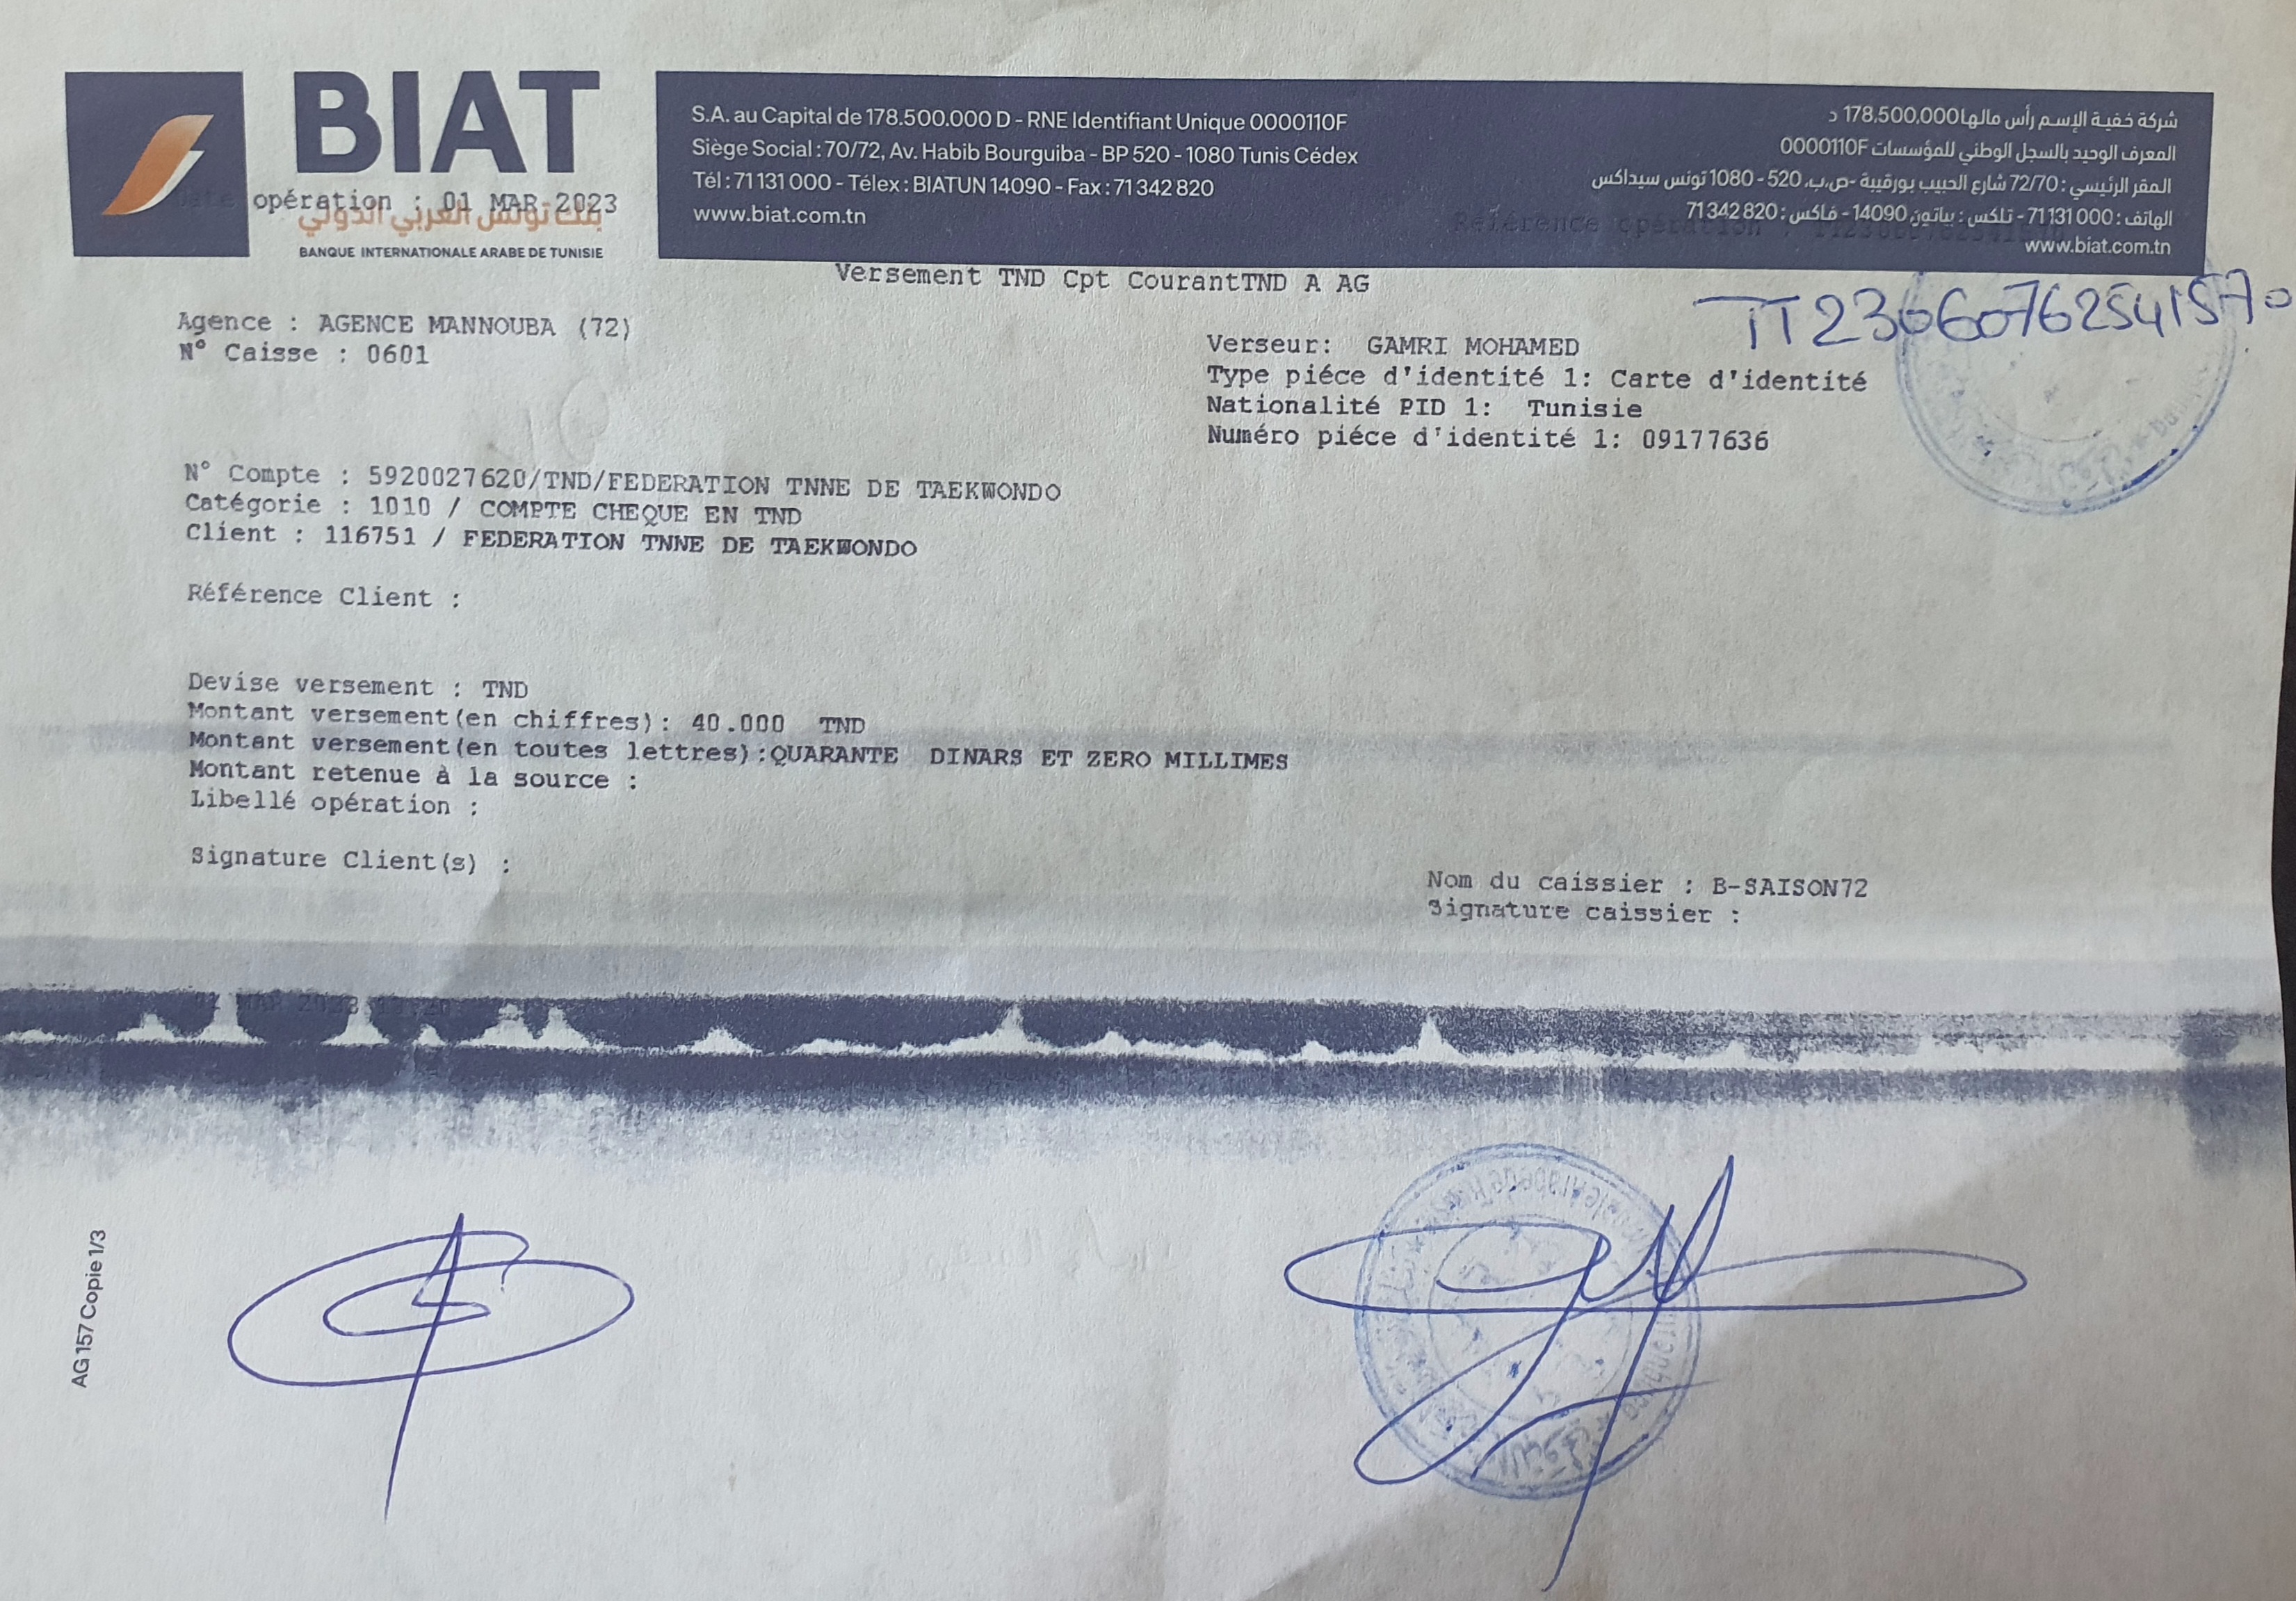 BIAT
بنك تونس العربي الدولي
BANQUE INTERNATIONALE ARABE DE TUNISIE
S.A. au Capital de 178.500.000 D - RNE Identifiant Unique 0000110F
Siège Social : 70/72, Av. Habib Bourguiba - BP 520 - 1080 Tunis Cédex
Tél : 71 131 000 - Télex : BIATUN 14090 - Fax : 71 342 820
www.biat.com.tn
شركة خفية الإسم رأس مالها 178,500,000 د
المعرف الوحيد بالسجل الوطني للمؤسسات 0000110F
المقر الرئيسي : 72/70 شارع الحبيب بورقيبة -ص.ب. 520 - 1080 تونس سيداكس
الهاتف : 71 131 000 - تلكس : بياتون 14090 - فاكس : 71 342 820
www.biat.com.tn
Date opération : 01 MAR 2023
Référence opération :
Versement TND Cpt CourantTND A AG
TT23060762541570
Agence : AGENCE MANNOUBA (72)
N° Caisse : 0601
Verseur: GAMRI MOHAMED
Type piéce d'identité 1: Carte d'identité
Nationalité PID 1: Tunisie
Numéro piéce d'identité 1: 09177636
N° Compte : 5920027620/TND/FEDERATION TNNE DE TAEKWONDO
Catégorie : 1010 / COMPTE CHEQUE EN TND
Client : 116751 / FEDERATION TNNE DE TAEKWONDO
Référence Client :
Devise versement : TND
Montant versement(en chiffres): 40.000 TND
Montant versement(en toutes lettres):QUARANTE DINARS ET ZERO MILLIMES
Montant retenue à la source :
Libellé opération :
Signature Client(s) :
Nom du caissier : B-SAISON72
Signature caissier :
AG 157 Copie 1/3